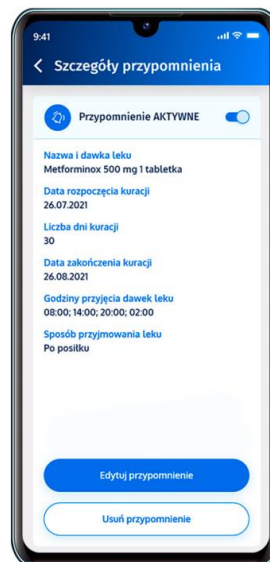 9:41
Szczegóły przypomnienia
Przypomnienie AKTYWNE
Nazwa i dawka leku
Metforminox 500 mg 1 tabletka
Data rozpoczęcia kuracji
26.07.2021
Liczba dni kuracji
30
Data zakończenia kuracji
26.08.2021
Godziny przyjęcia dawek leku
08:00; 14:00; 20:00; 02:00
Sposób przyjmowania leku
Po posiłku
Edytuj przypomnienie
Usuń przypomnienie